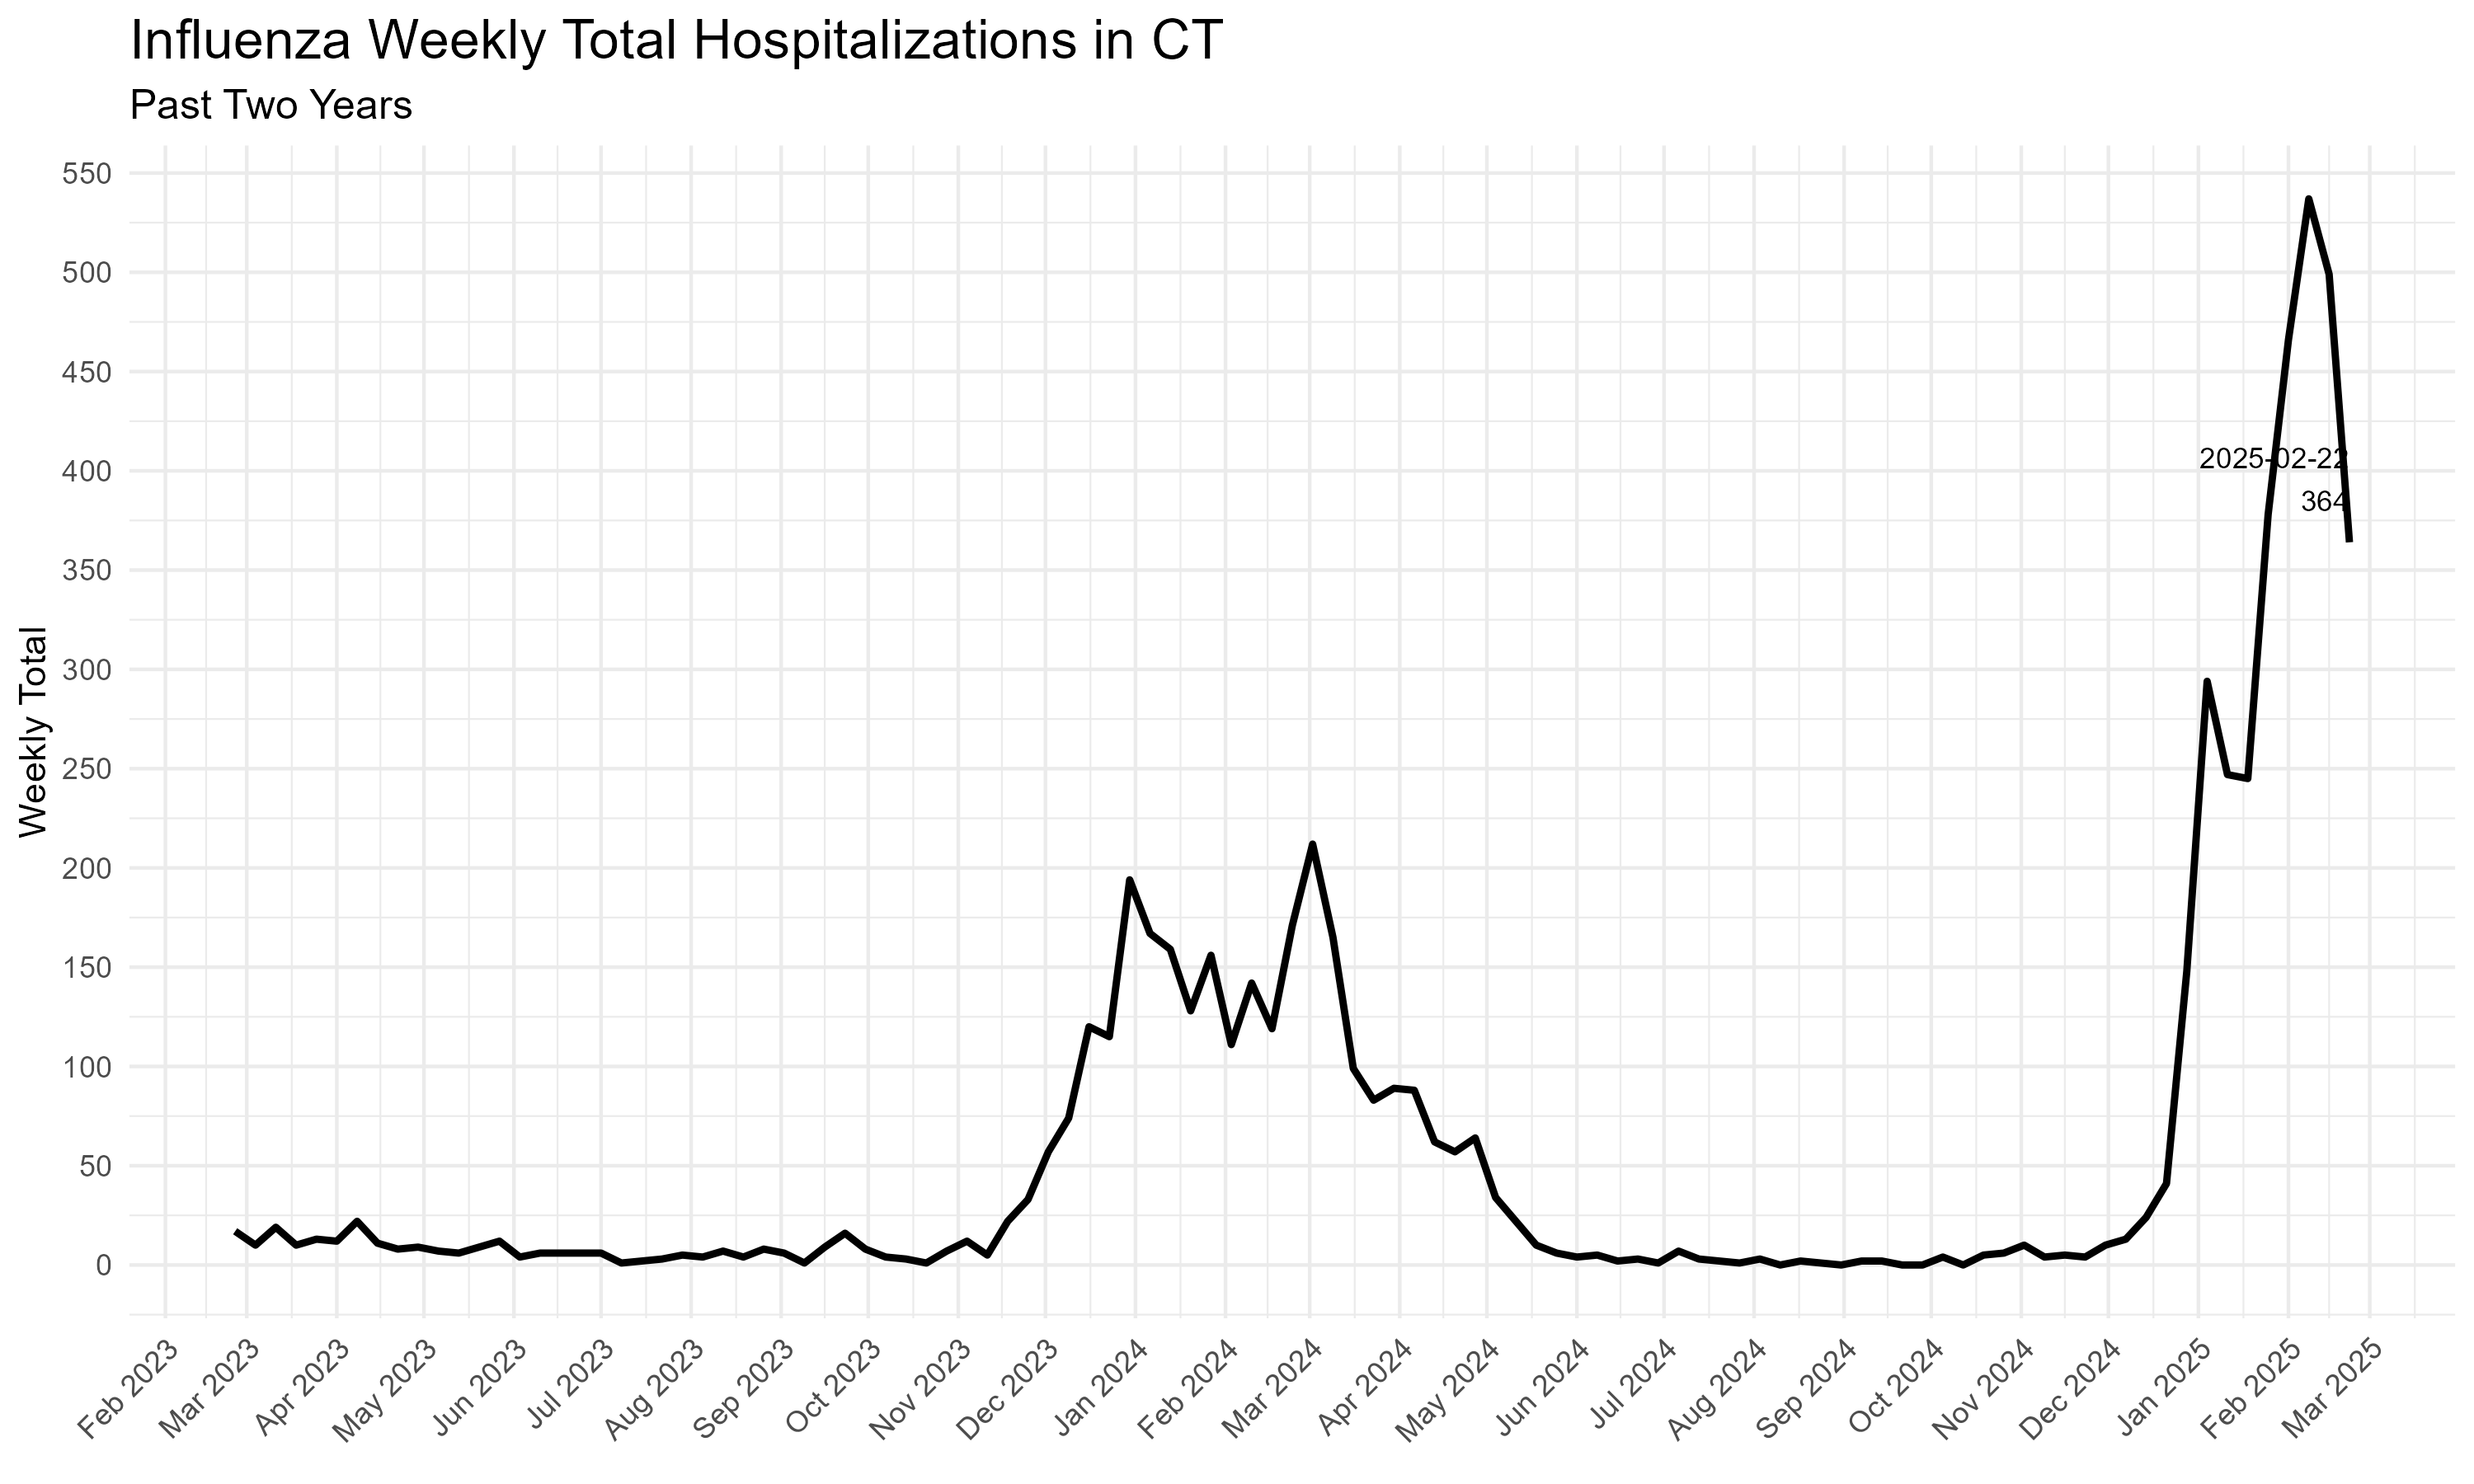 Influenza Weekly Total Hospitalizations in CT
Past Two Years
Weekly Total
550
500
450
400
350
300
250
200
150
100
50
0
2025-02-22
364
Feb 2023
Mar 2023
Apr 2023
May 2023
Jun 2023
Jul 2023
Aug 2023
Sep 2023
Oct 2023
Nov 2023
Dec 2023
Jan 2024
Feb 2024
Mar 2024
Apr 2024
May 2024
Jun 2024
Jul 2024
Aug 2024
Sep 2024
Oct 2024
Nov 2024
Dec 2024
Jan 2025
Feb 2025
Mar 2025